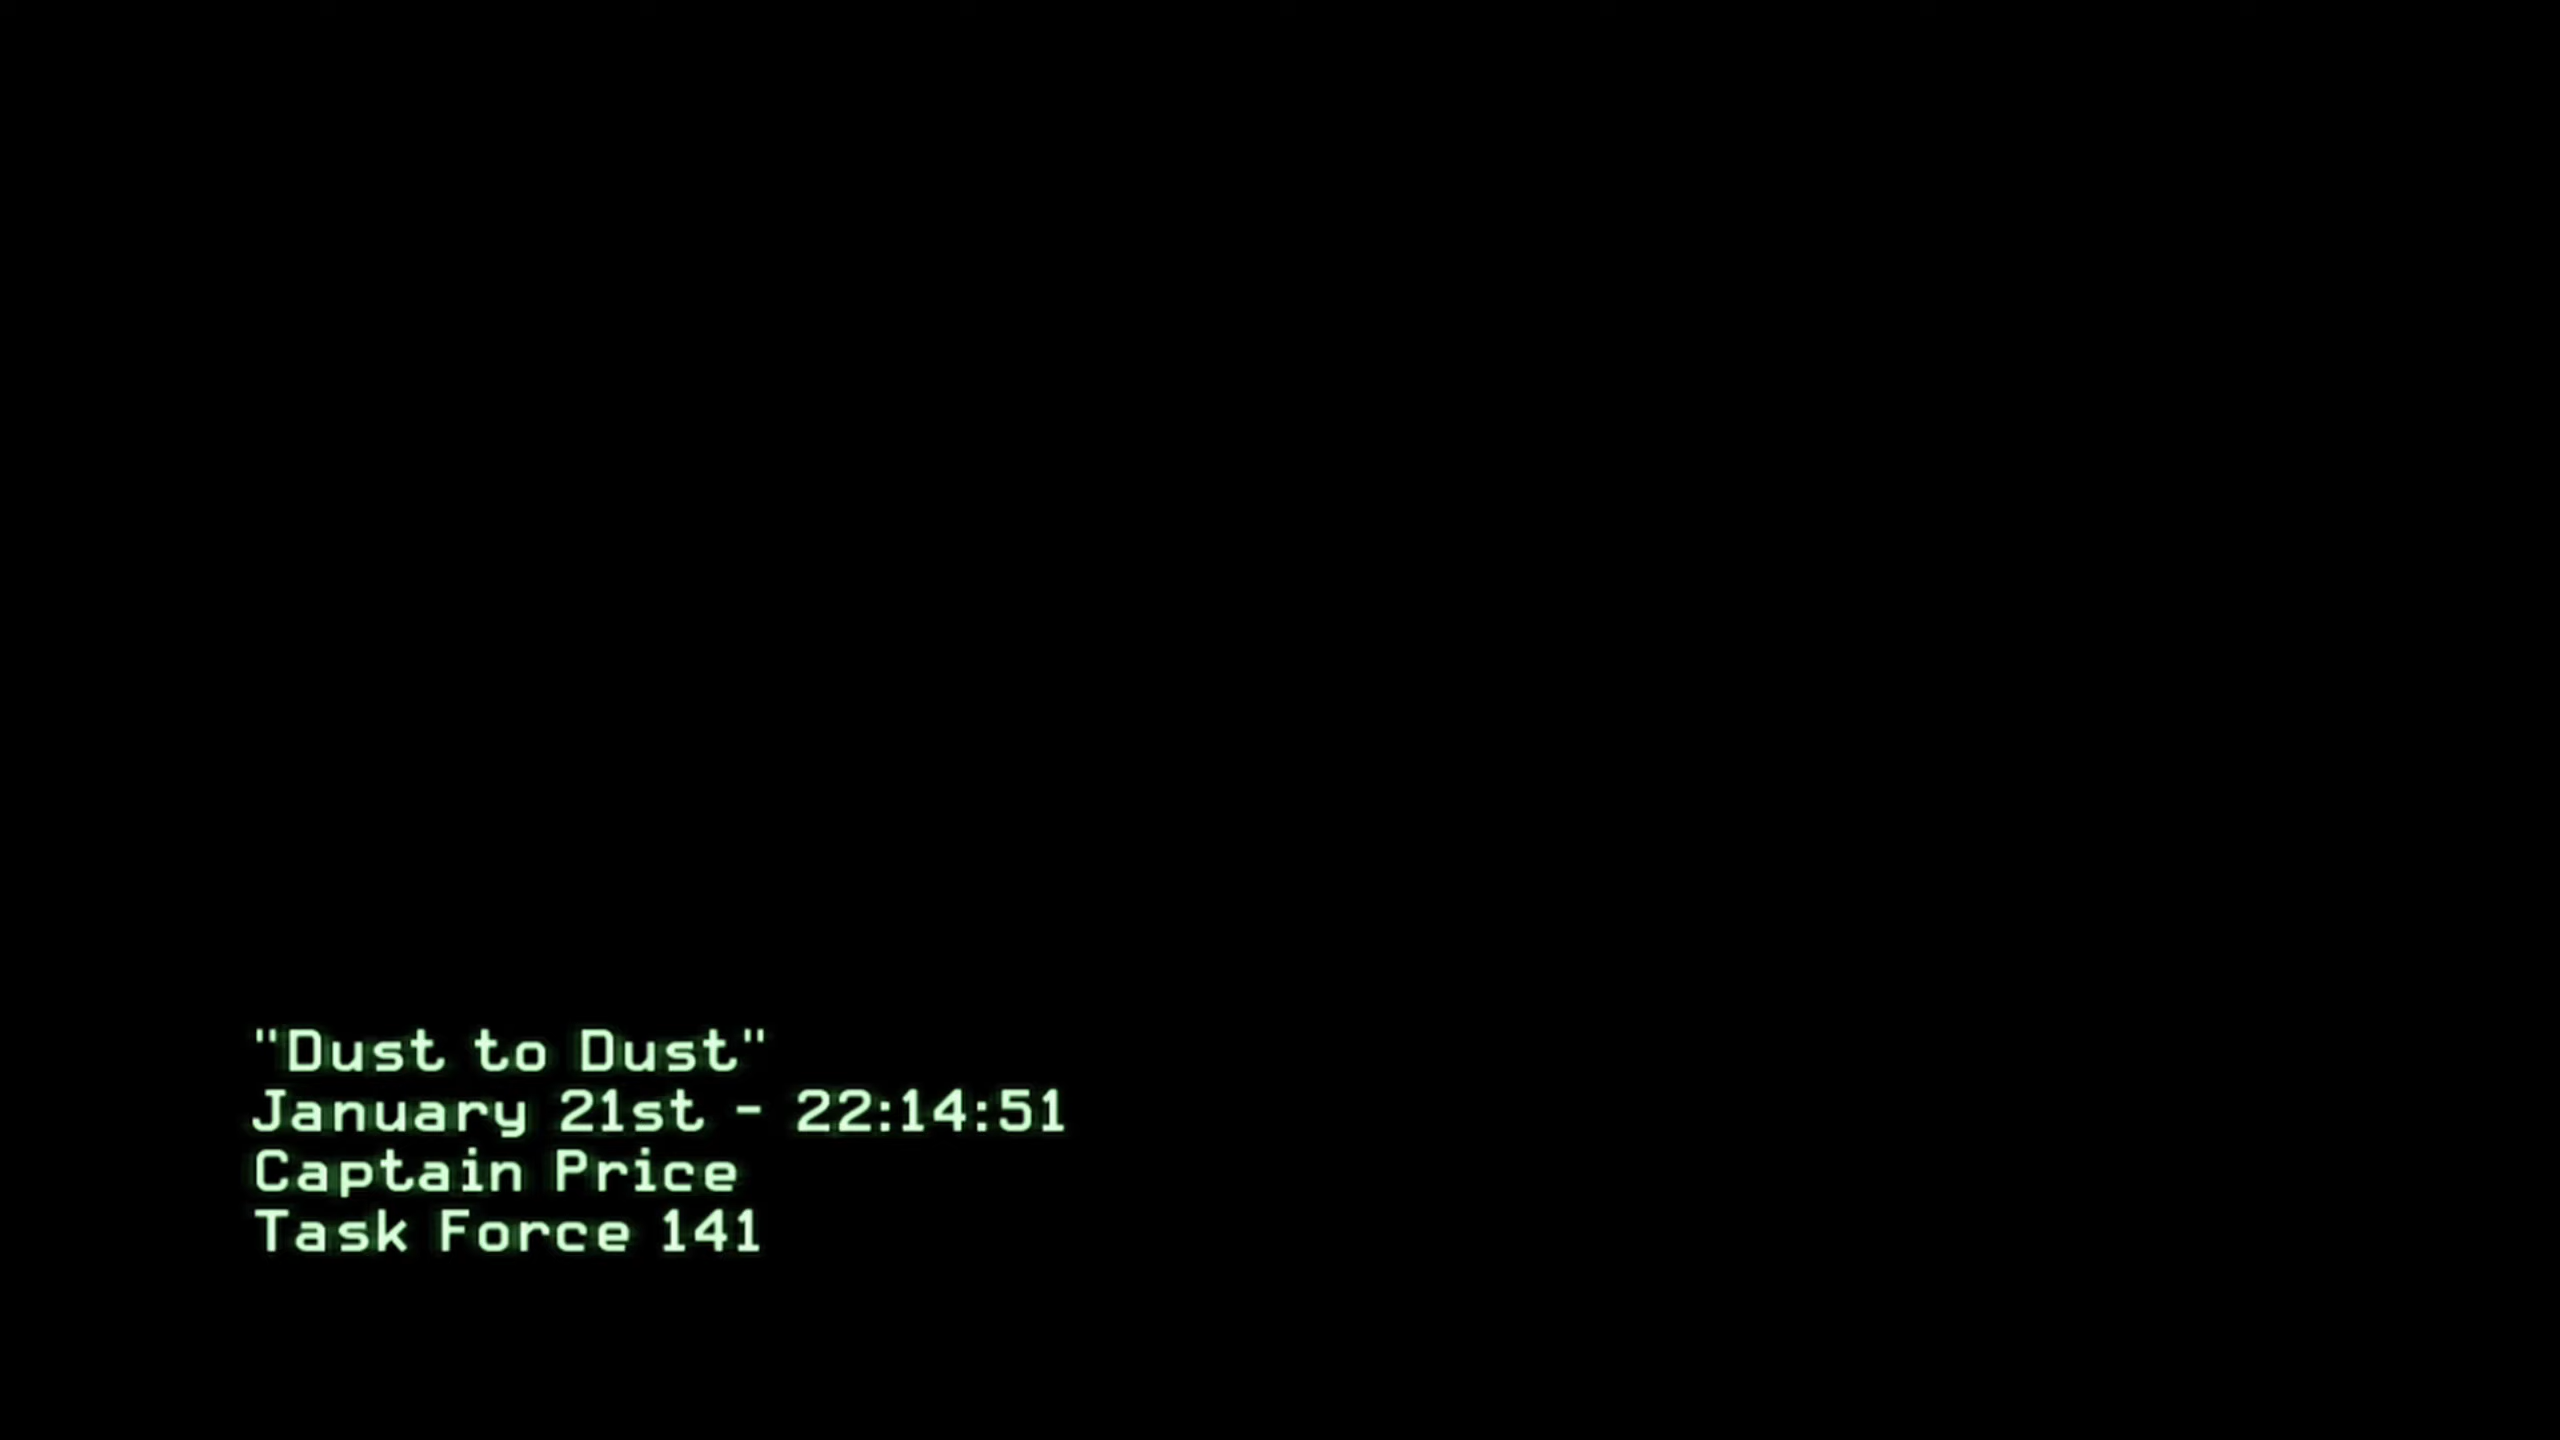 "Dust to Dust"
January 21st - 22:14:51
Captain Price
Task Force 141